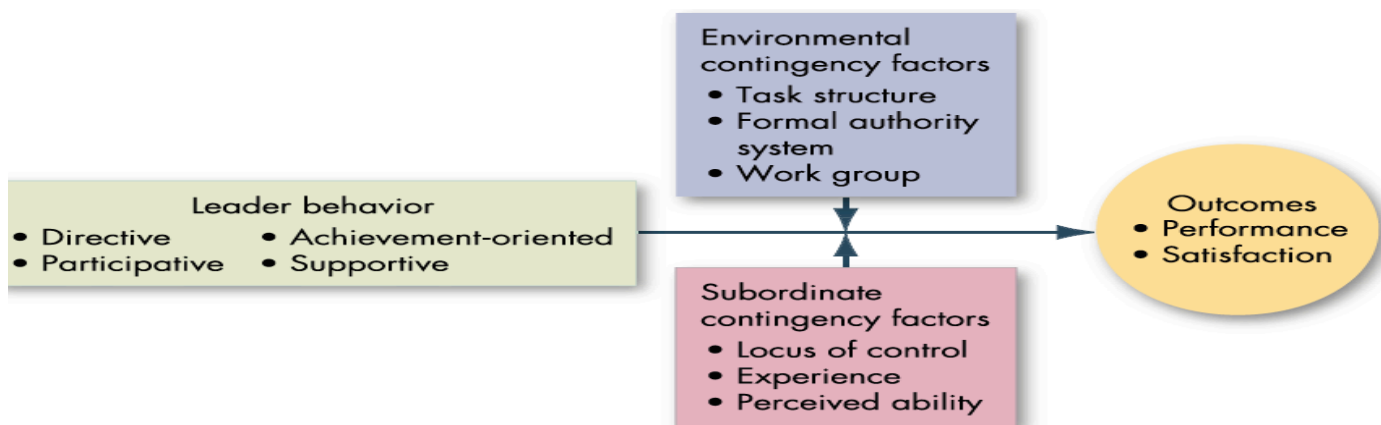 Environmental
contingency factors
• Task structure
• Formal authority
system
• Work group
Leader behavior
• Directive • Achievement-oriented
• Participative • Supportive
Outcomes
• Performance
• Satisfaction
Subordinate
contingency factors
• Locus of control
• Experience
• Perceived ability